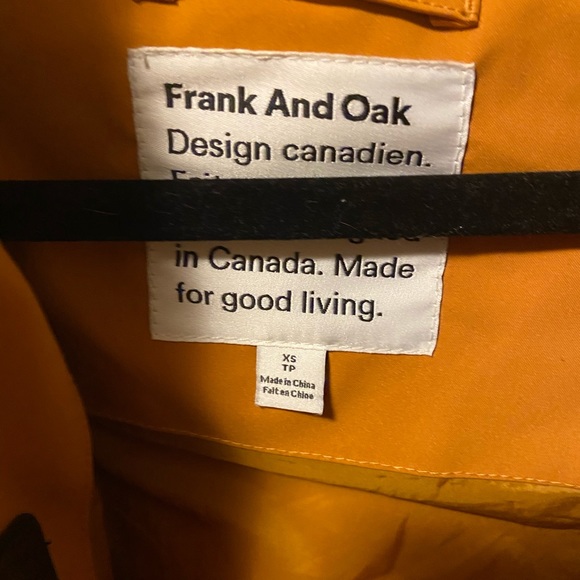 Frank And Oak
Design canadien.
in Canada. Made
for good living.
XS
TP
Made in China
Fait en Chine